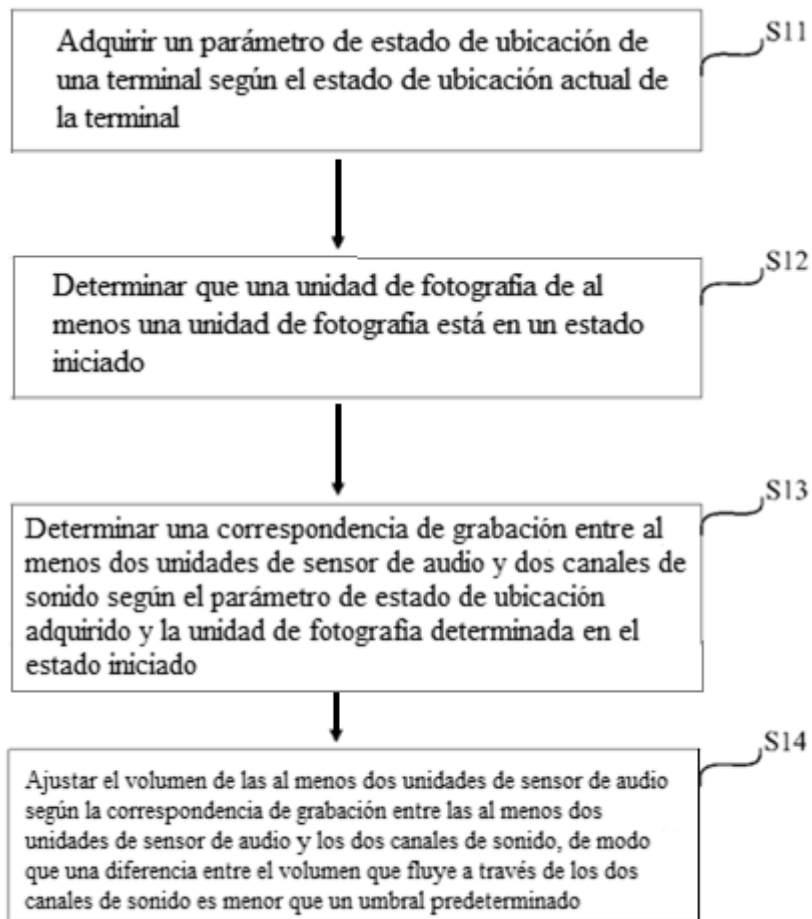 Adquirir un parámetro de estado de ubicación de
una terminal según el estado de ubicación actual de
la terminal
S11
Determinar que una unidad de fotografía de al
menos una unidad de fotografía está en un estado
iniciado
S12
Determinar una correspondencia de grabación entre al
menos dos unidades de sensor de audio y dos canales de
sonido según el parámetro de estado de ubicación
adquirido y la unidad de fotografía determinada en el
estado iniciado
S13
Ajustar el volumen de las al menos dos unidades de sensor de audio
según la correspondencia de grabación entre las al menos dos
unidades de sensor de audio y los dos canales de sonido, de modo
que una diferencia entre el volumen que fluye a través de los dos
canales de sonido es menor que un umbral predeterminado
S14